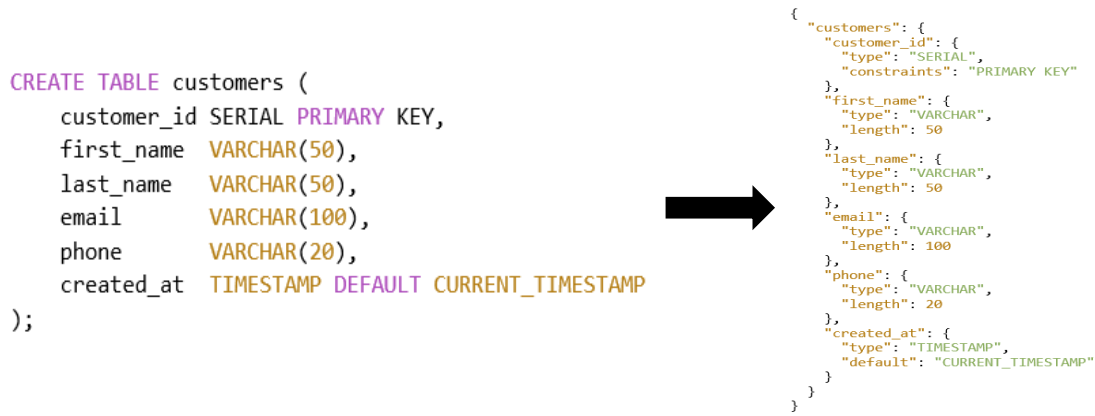 CREATE TABLE customers (
    customer_id SERIAL PRIMARY KEY,
    first_name  VARCHAR(50),
    last_name   VARCHAR(50),
    email       VARCHAR(100),
    phone       VARCHAR(20),
    created_at  TIMESTAMP DEFAULT CURRENT_TIMESTAMP
);
{
  "customers": {
    "customer_id": {
      "type": "SERIAL",
      "constraints": "PRIMARY KEY"
    },
    "first_name": {
      "type": "VARCHAR",
      "length": 50
    },
    "last_name": {
      "type": "VARCHAR",
      "length": 50
    },
    "email": {
      "type": "VARCHAR",
      "length": 100
    },
    "phone": {
      "type": "VARCHAR",
      "length": 20
    },
    "created_at": {
      "type": "TIMESTAMP",
      "default": "CURRENT_TIMESTAMP"
    }
  }
}